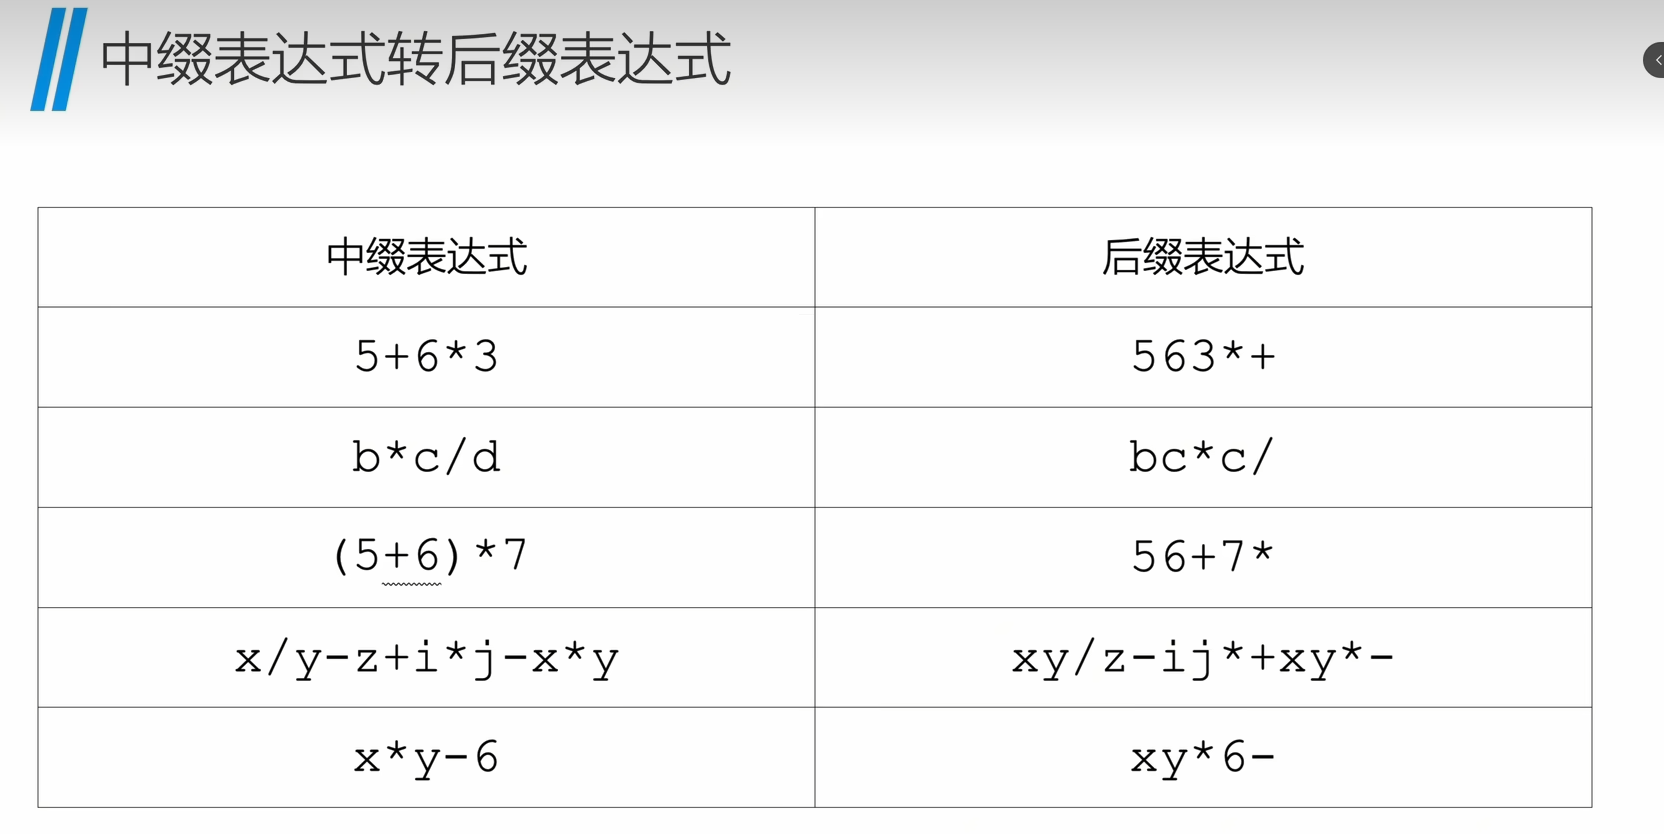 中缀表达式转后缀表达式
中缀表达式 后缀表达式
5+6*3 563*+
b*c/d bc*c/
(5+6)*7 56+7*
x/y-z+i*j-x*y xy/z-ij*+xy*-
x*y-6 xy*6-